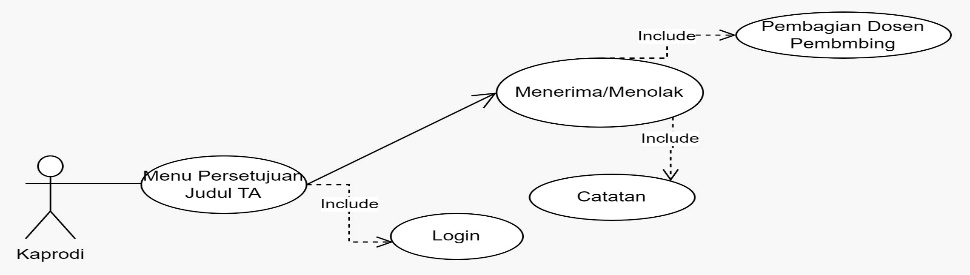 Include
Pembagian Dosen
Pembmbing
Menerima/Menolak
Include
Menu Persetujuan
Judul TA
Include
Catatan
Login
Kaprodi